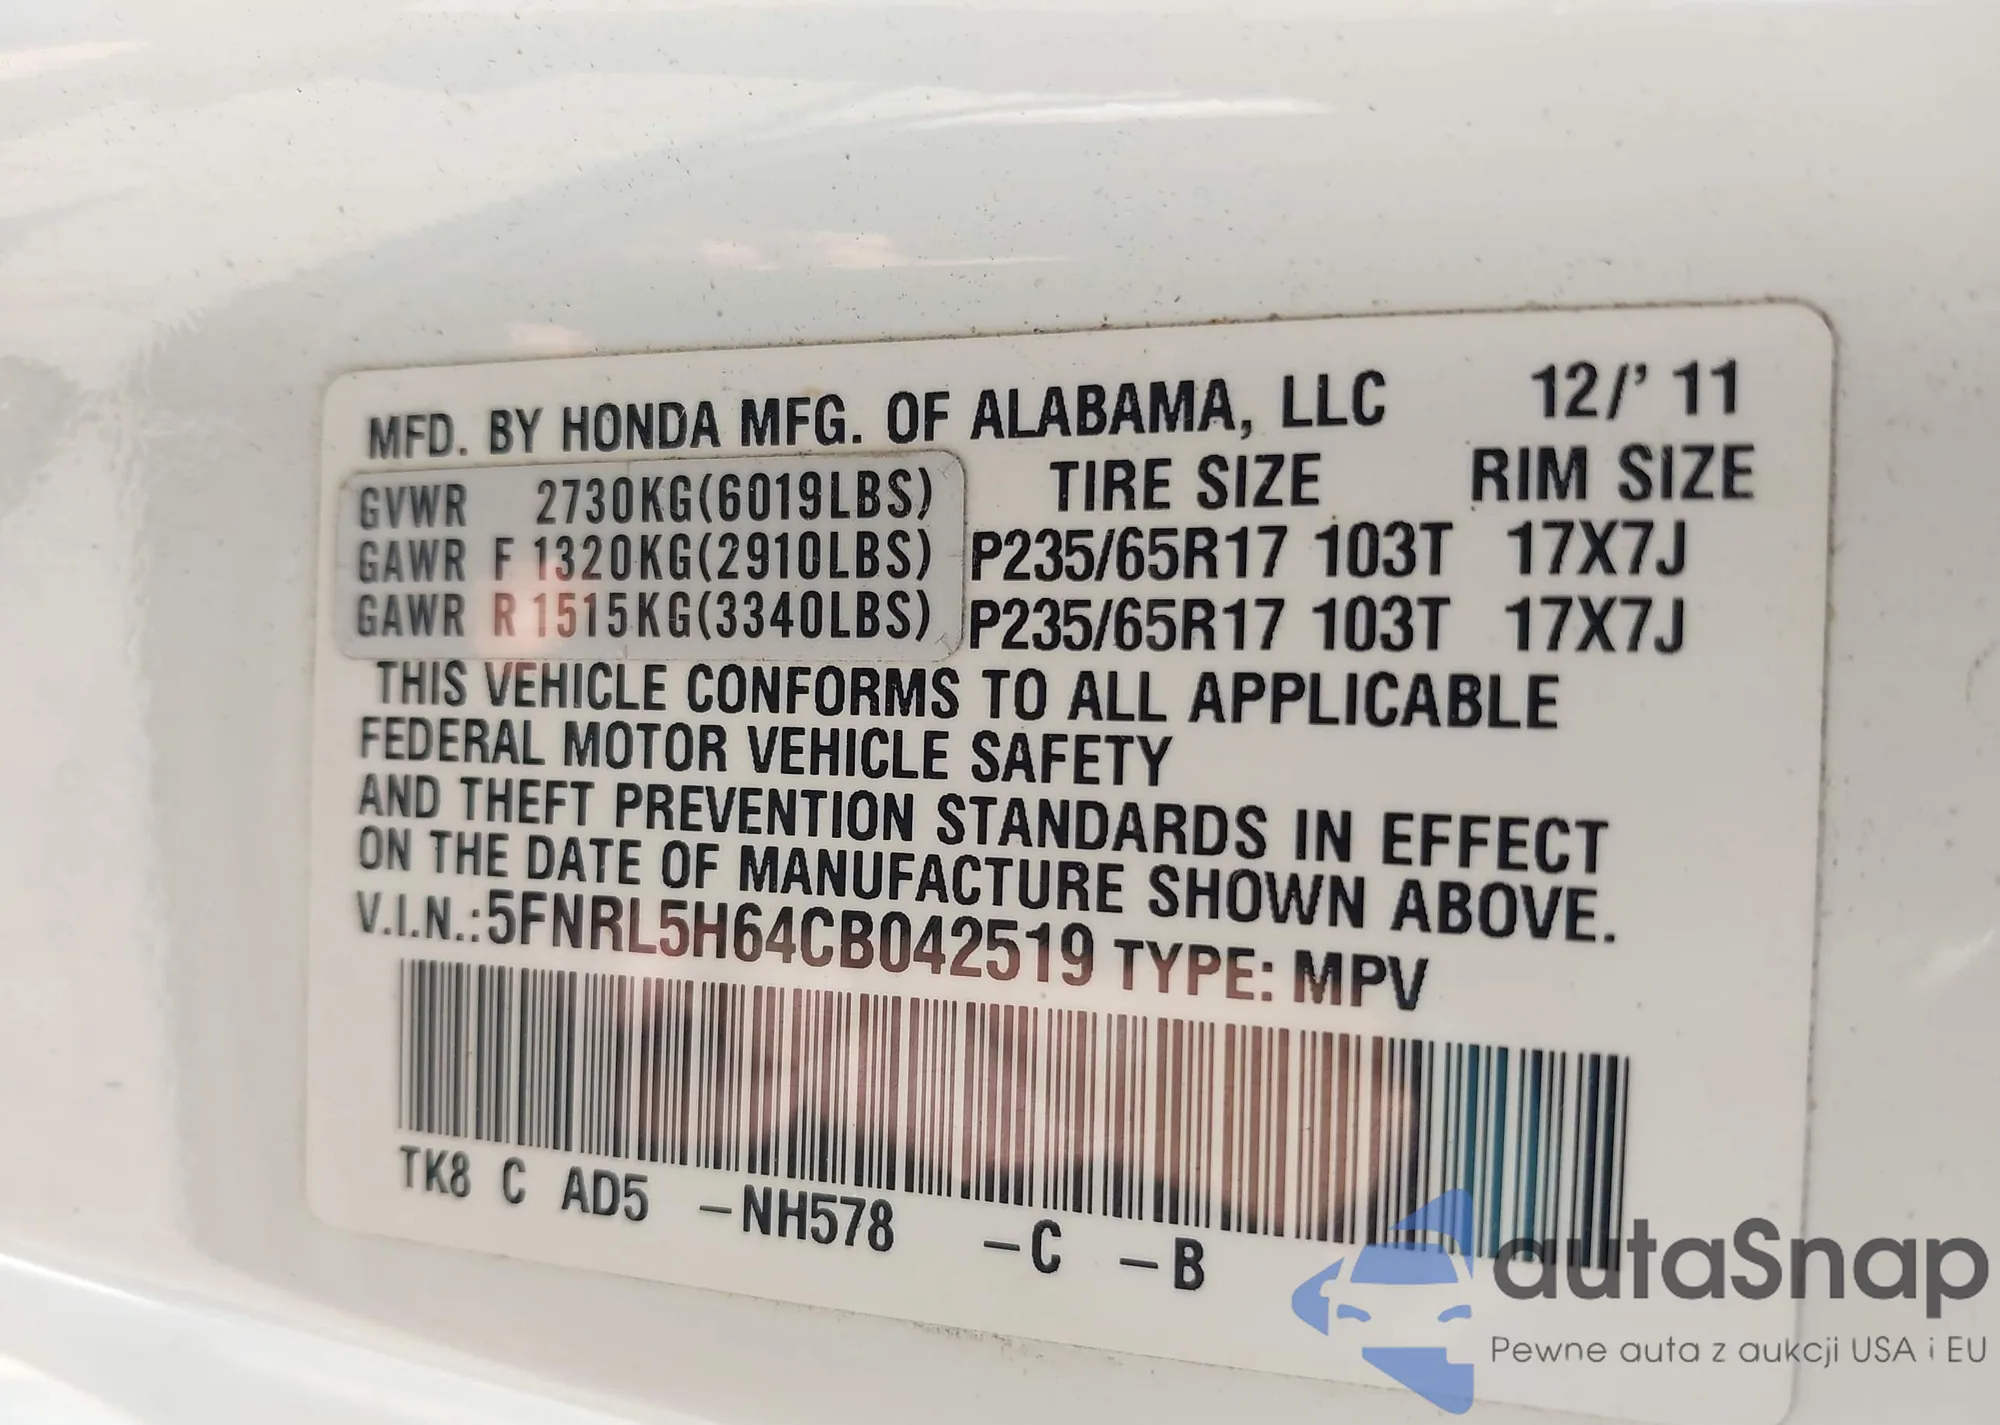 MFD. BY HONDA MFG. OF ALABAMA, LLC 12/' 11
TIRE SIZE RIM SIZE
GVWR 2730KG(6019LBS)
GAWR F 1320KG(2910LBS) P235/65R17 103T 17X7J
GAWR R 1515KG(3340LBS) P235/65R17 103T 17X7J
THIS VEHICLE CONFORMS TO ALL APPLICABLE
FEDERAL MOTOR VEHICLE SAFETY
AND THEFT PREVENTION STANDARDS IN EFFECT
ON THE DATE OF MANUFACTURE SHOWN ABOVE.
V.I.N.:5FNRL5H64CB042519 TYPE: MPV
TK8 C AD5 –NH578 –C –B
autaSnap
Pewne auta z aukcji USA i EU